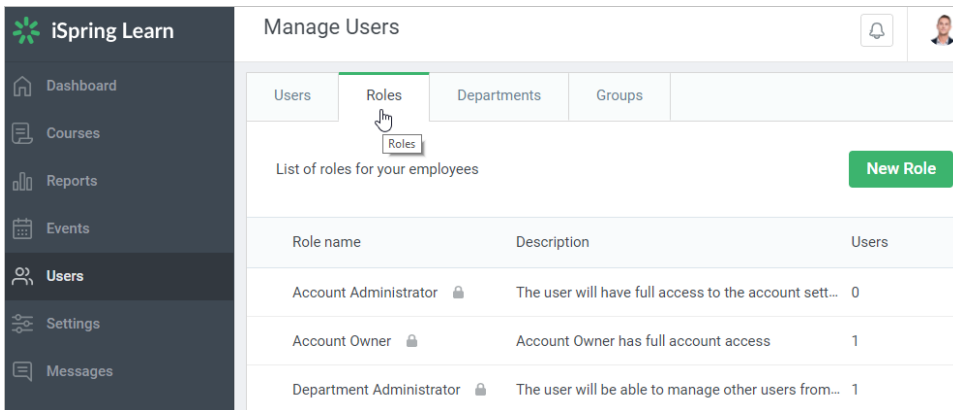 iSpring Learn
Manage Users
Dashboard
Courses
Reports
Events
Users
Settings
Messages
Users Roles Departments Groups
Roles
List of roles for your employees
New Role
Role name Description Users
Account Administrator The user will have full access to the account sett... 0
Account Owner Account Owner has full account access 1
Department Administrator The user will be able to manage other users from... 1